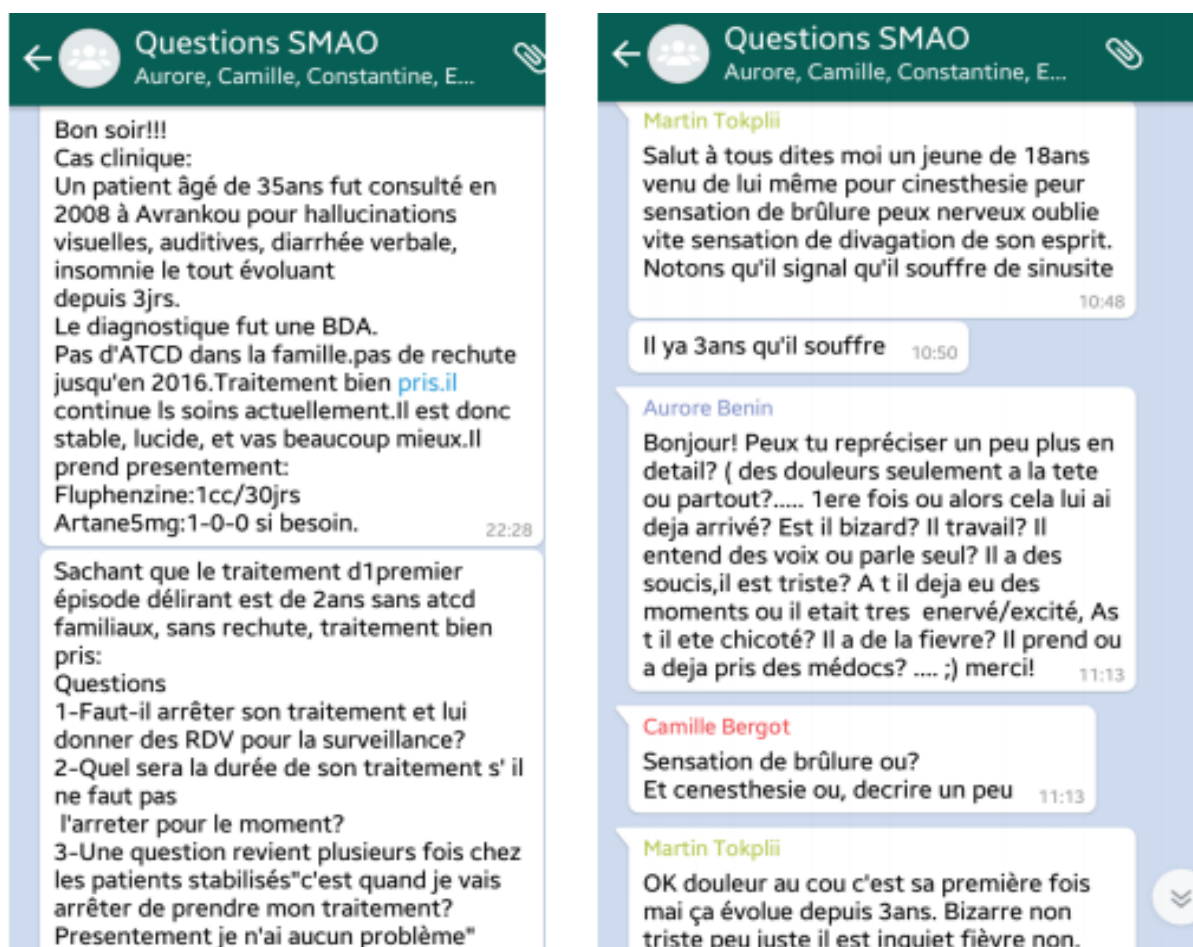 Questions SMAO
Aurore, Camille, Constantine, E...
Bon soir!!!
Cas clinique:
Un patient âgé de 35ans fut consulté en
2008 à Avrankou pour hallucinations
visuelles, auditives, diarrhée verbale,
insomnie le tout évoluant
depuis 3jrs.
Le diagnostique fut une BDA.
Pas d'ATCD dans la famille.pas de rechute
jusqu'en 2016.Traitement bien pris.il
continue ls soins actuellement.Il est donc
stable, lucide, et vas beaucoup mieux.Il
prend presentement:
Fluphenzine:1cc/30jrs
Artane5mg:1-0-0 si besoin.
22:28
Sachant que le traitement d1premier
épisode délirant est de 2ans sans atcd
familiaux, sans rechute, traitement bien
pris:
Questions
1-Faut-il arrêter son traitement et lui
donner des RDV pour la surveillance?
2-Quel sera la durée de son traitement s' il
ne faut pas
l'arreter pour le moment?
3-Une question revient plusieurs fois chez
les patients stabilisés"c'est quand je vais
arrêter de prendre mon traitement?
Presentement je n'ai aucun problème"
Questions SMAO
Aurore, Camille, Constantine, E...
Martin Tokplii
Salut à tous dites moi un jeune de 18ans
venu de lui même pour cinesthesie peur
sensation de brûlure peux nerveux oublie
vite sensation de divagation de son esprit.
Notons qu'il signal qu'il souffre de sinusite
10:48
Il ya 3ans qu'il souffre
10:50
Aurore Benin
Bonjour! Peux tu repréciser un peu plus en
detail? ( des douleurs seulement a la tete
ou partout?..... 1ere fois ou alors cela lui ai
deja arrivé? Est il bizard? Il travail? Il
entend des voix ou parle seul? Il a des
soucis,il est triste? A t il deja eu des
moments ou il etait tres enervé/excité, As
t il ete chicoté? Il a de la fievre? Il prend ou
a deja pris des médocs? .... ;) merci!
11:13
Camille Bergot
Sensation de brûlure ou?
Et cenesthesie ou, decrire un peu
11:13
Martin Tokplii
OK douleur au cou c'est sa première fois
mai ça évolue depuis 3ans. Bizarre non
triste peu juste il est inquiet fièvre non.